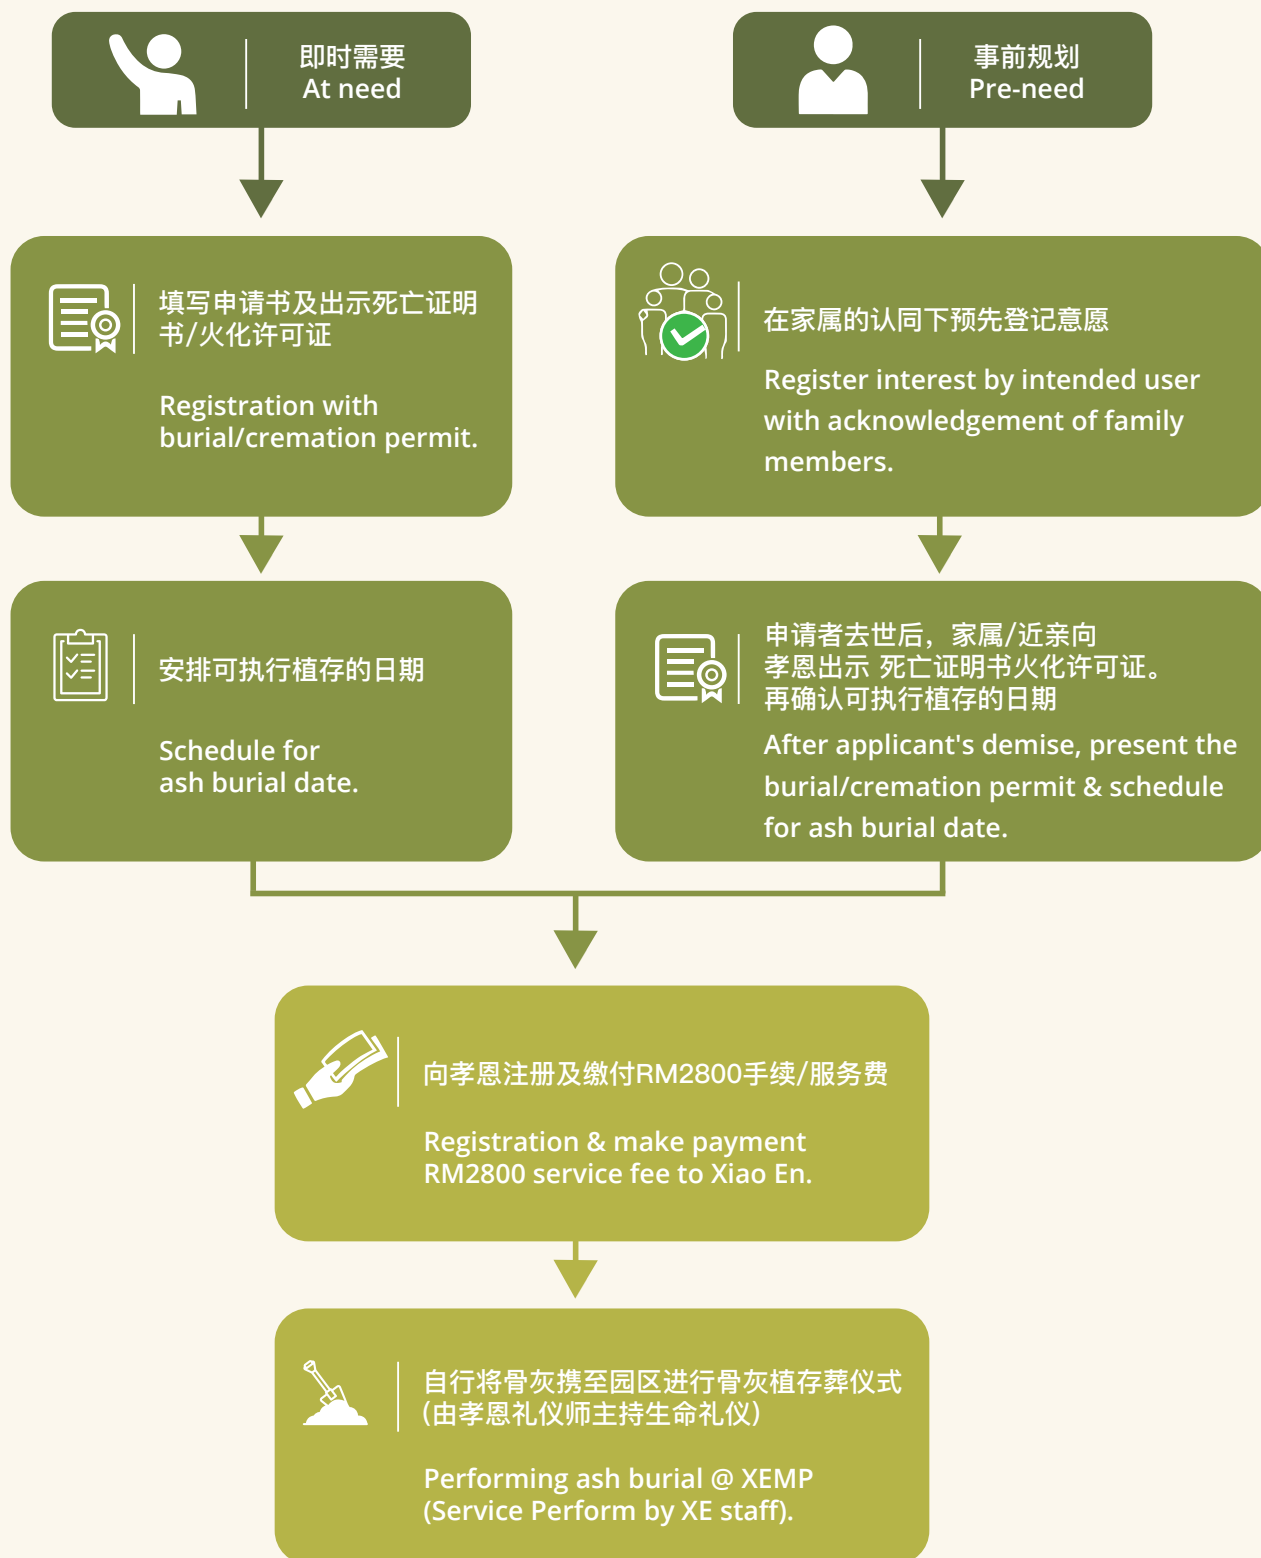 即时需要
At need
事前规划
Pre-need
填写申请书及出示死亡证明
书/火化许可证
Registration with
burial/cremation permit.
在家属的认同下预先登记意愿
Register interest by intended user
with acknowledgement of family
members.
安排可执行植存的日期
Schedule for
ash burial date.
申请者去世后，家属/近亲向
孝恩出示 死亡证明书火化许可证。
再确认可执行植存的日期
After applicant's demise, present the
burial/cremation permit & schedule
for ash burial date.
向孝恩注册及缴付RM2800手续/服务费
Registration & make payment
RM2800 service fee to Xiao En.
自行将骨灰携至园区进行骨灰植存葬仪式
(由孝恩礼仪师主持生命礼仪)
Performing ash burial @ XEMP
(Service Perform by XE staff).